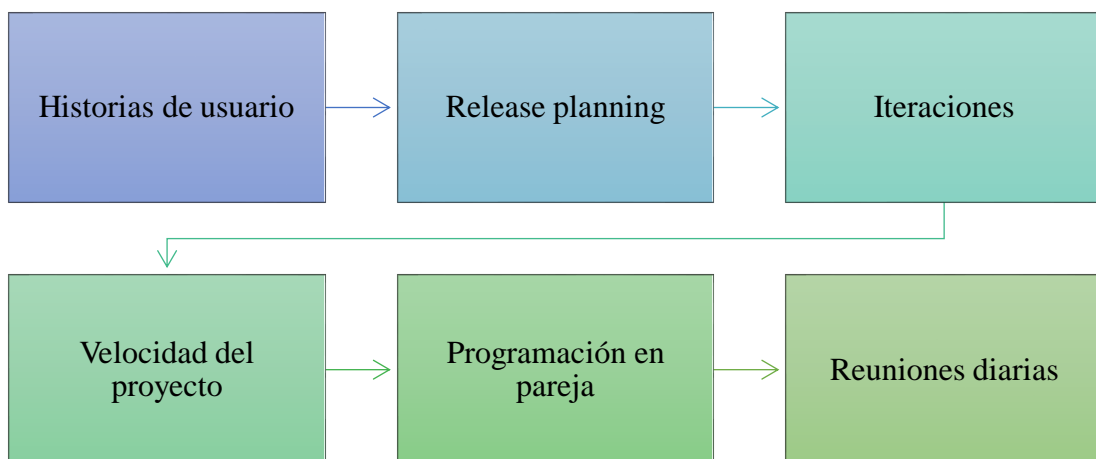 Historias de usuario
Release planning
Iteraciones
Velocidad del
proyecto
Programación en
pareja
Reuniones diarias